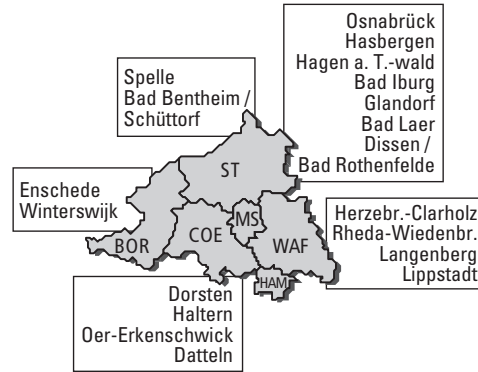 Osnabrück
Hasbergen
Hagen a. T.-wald
Bad Iburg
Glandorf
Bad Laer
Dissen /
Bad Rothenfelde
Spelle
Bad Bentheim /
Schüttorf
Enschede
Winterswijk
ST
MS
BOR
COE
WAF
HAM
Herzebr.-Clarholz
Rheda-Wiedenbr.
Langenberg
Lippstadt
Dorsten
Haltern
Oer-Erkenschwick
Datteln